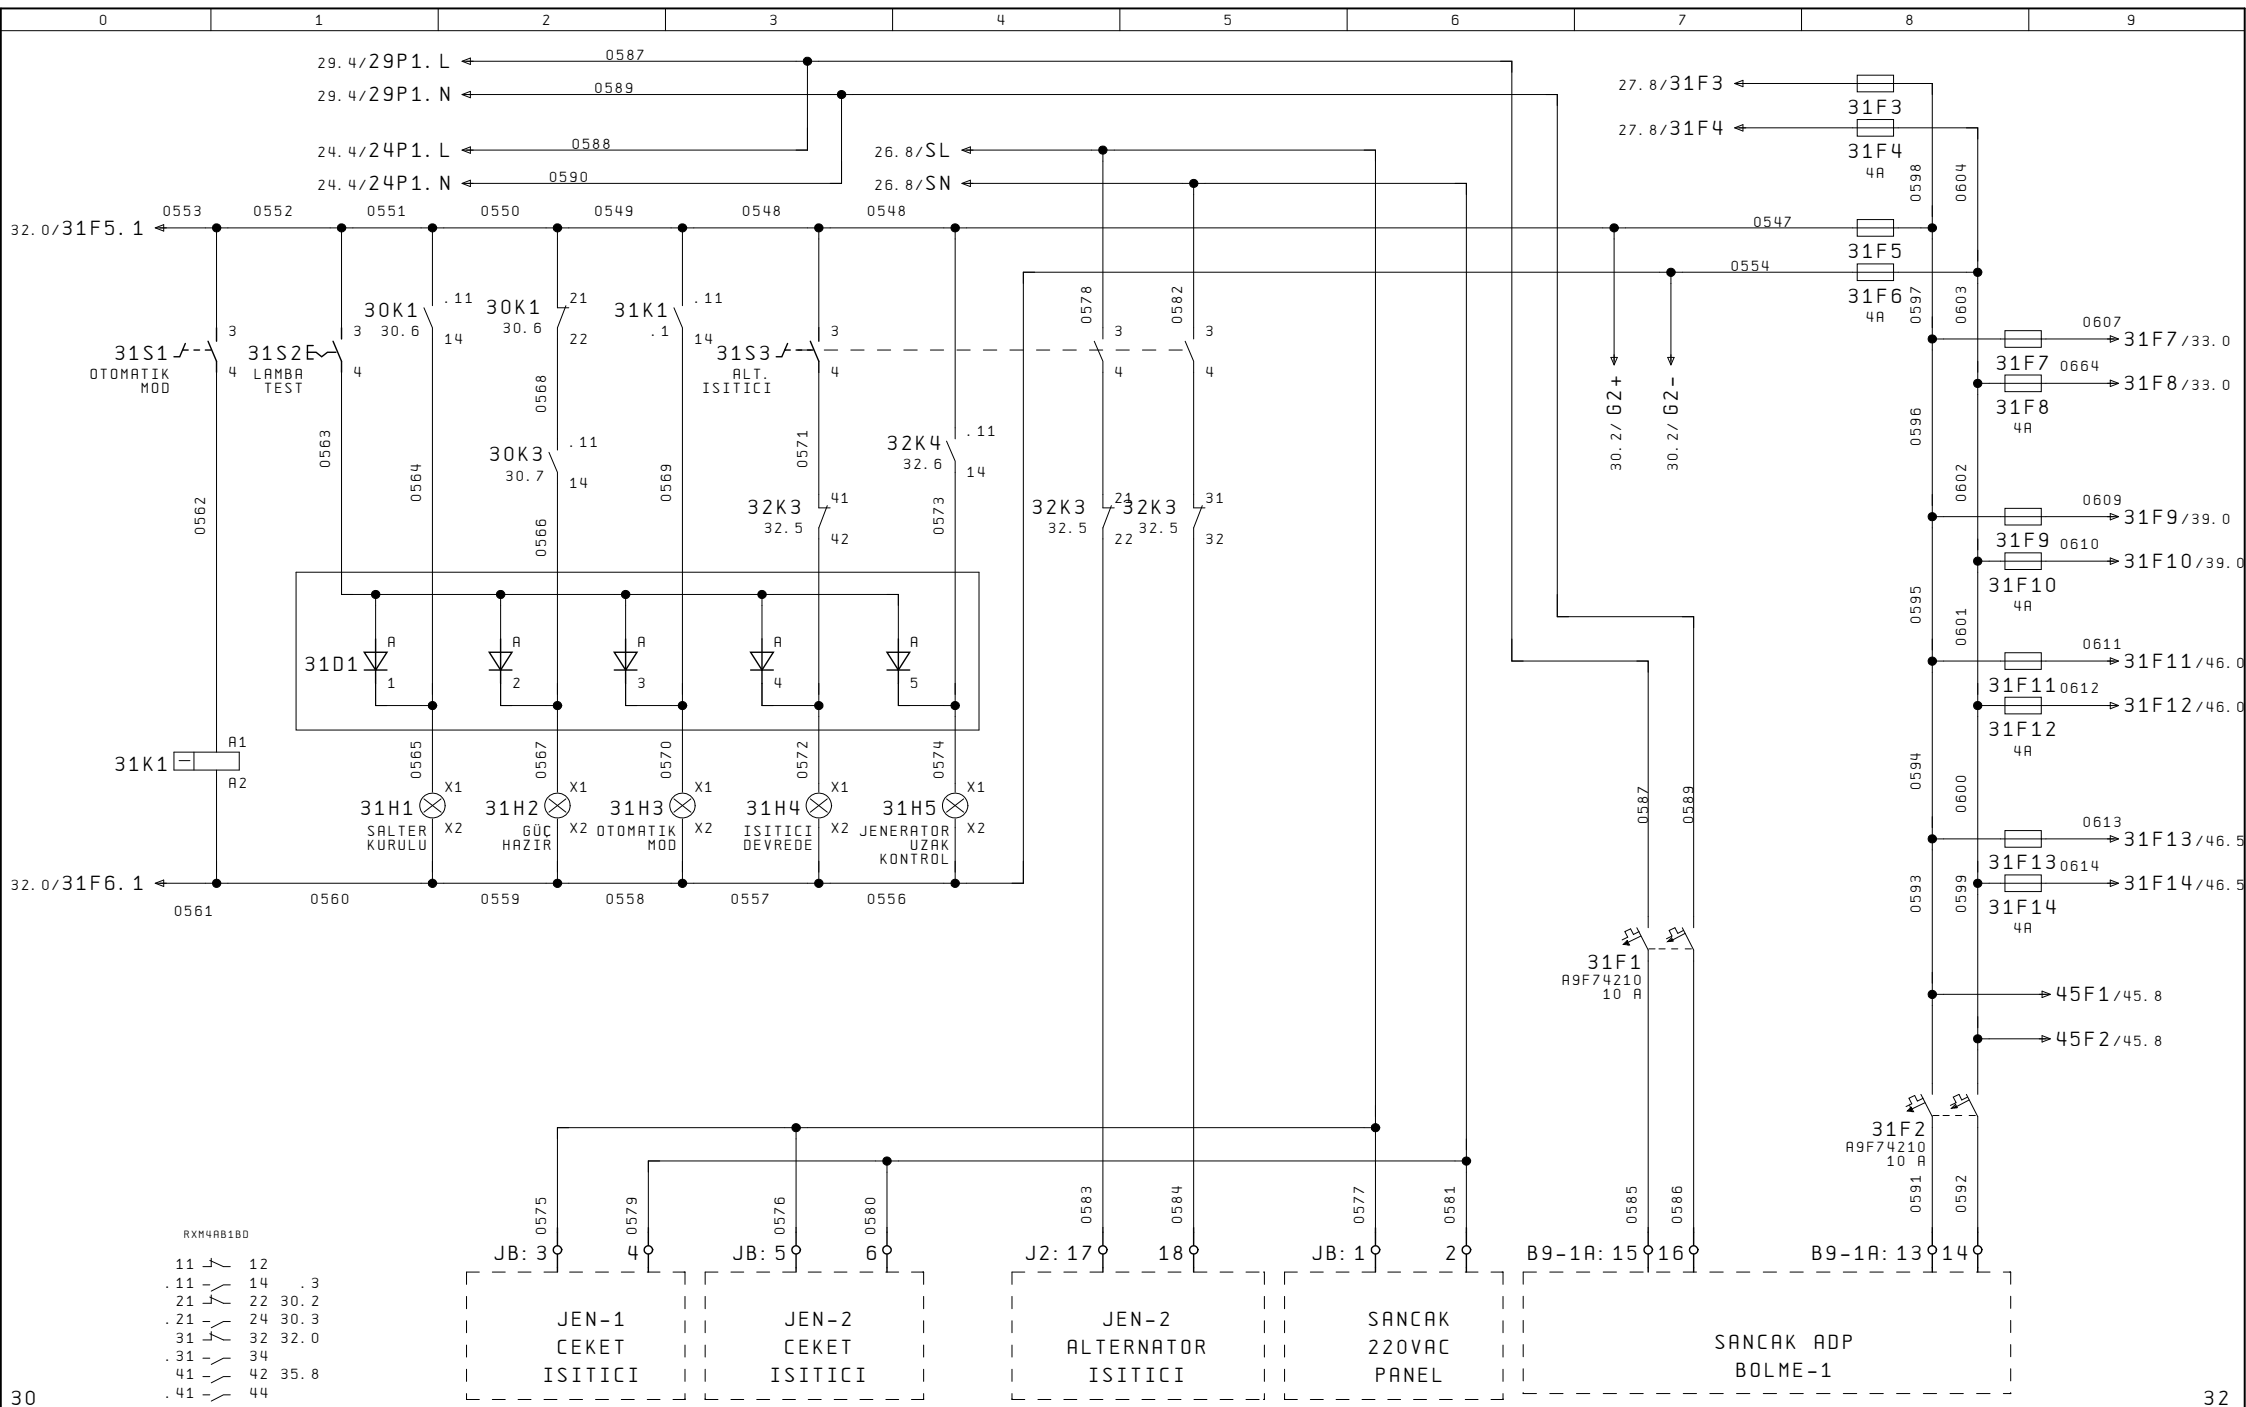 0 1 2 3 4 5 6 7 8 9
29.4/29P1.L 0587
29.4/29P1.N 0589
24.4/24P1.L 0588
24.4/24P1.N 0590
26.8/SL
26.8/SN
27.8/31F3
31F3
27.8/31F4
31F4
4A
0598 0604
32.0/31F5.1 0553 0552 0551 0550 0549 0548 0548 0547
31F5
0554
31F6
4A
0597 0603
31S1
OTOMATIK
MOD
3
4
31S2
LAMBA
TEST
3
4
30K1
30.6
.11
14
30K1
30.6
21
22
31K1
.1
.11
14
31S3
ALT.
ISITICI
3
4
0578
3
4
0582
3
4
30.2/G2+
30.2/G2-
0607
31F7/33.0
31F7
0664
31F8/33.0
31F8
4A
0596
0602
0568
30K3
30.7
.11
14
0563
0564
0569
0571
32K4
32.6
.11
14
0562
0566
32K3
32.5
41
42
0573
32K3
32.5
21
22
32K3
32.5
31
32
0609
31F9/39.0
31F9
0610
31F10/39.0
31F10
4A
0595
0601
31D1
A
1
A
2
A
3
A
4
A
5
0611
31F11/46.0
31F11
0612
31F12/46.0
31F12
4A
0594
0600
31K1
A1
A2
0565
0567
0570
0572
0574
31H1
SALTER
KURULU
X1
X2
31H2
GÜÇ
HAZIR
X1
X2
31H3
OTOMATIK
MOD
X1
X2
31H4
ISITICI
DEVREDE
X1
X2
31H5
JENERATOR
UZAK
KONTROL
X1
X2
0587 0589
0613
31F13/46.5
31F13
0614
31F14/46.5
31F14
4A
0593
0599
32.0/31F6.1
0561 0560 0559 0558 0557 0556
31F1
A9F74210
10 A
45F1/45.8
45F2/45.8
31F2
A9F74210
10 A
0575 0579 0576 0580 0583 0584 0577 0581 0585 0586 0591 0592
JB: 3 4 JB: 5 6 J2: 17 18 JB: 1 2 B9-1A: 15 16 B9-1A: 13 14
RXM4AB1BD
11 12
.11 14 .3
21 22 30.2
.21 24 30.3
31 32 32.0
.31 34
41 42 35.8
.41 44
JEN-1
CEKET
ISITICI
JEN-2
CEKET
ISITICI
JEN-2
ALTERNATOR
ISITICI
SANCAK
220VAC
PANEL
SANCAK ADP
BOLME-1
30 32